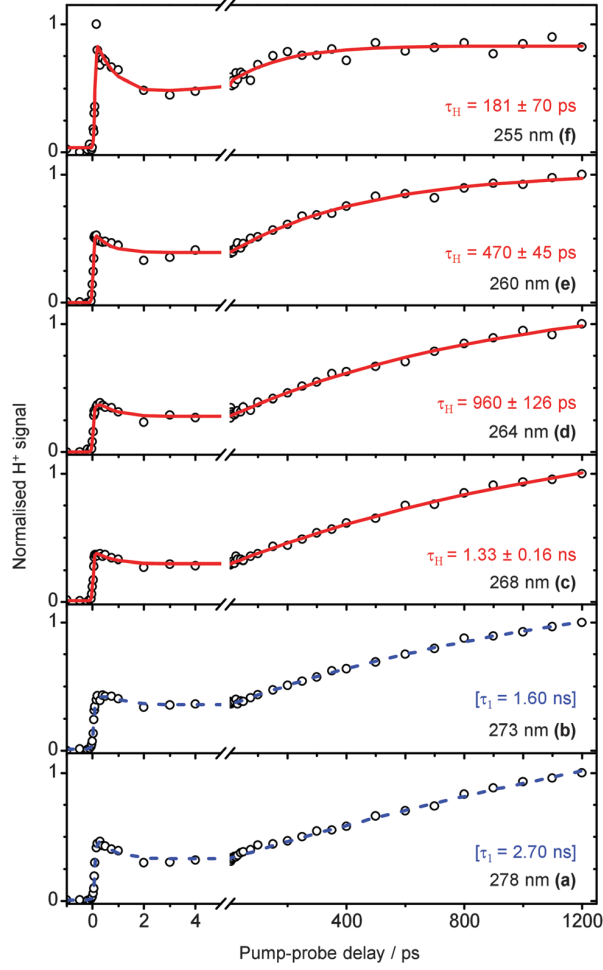 1
0
τH = 181 ± 70 ps
255 nm (f)
1
0
τH = 470 ± 45 ps
260 nm (e)
1
0
τH = 960 ± 126 ps
264 nm (d)
1
0
τH = 1.33 ± 0.16 ns
268 nm (c)
1
0
[τ1 = 1.60 ns]
273 nm (b)
1
0
[τ1 = 2.70 ns]
278 nm (a)
0 2 4 400 800 1200
Pump-probe delay / ps
Normalised H+ signal